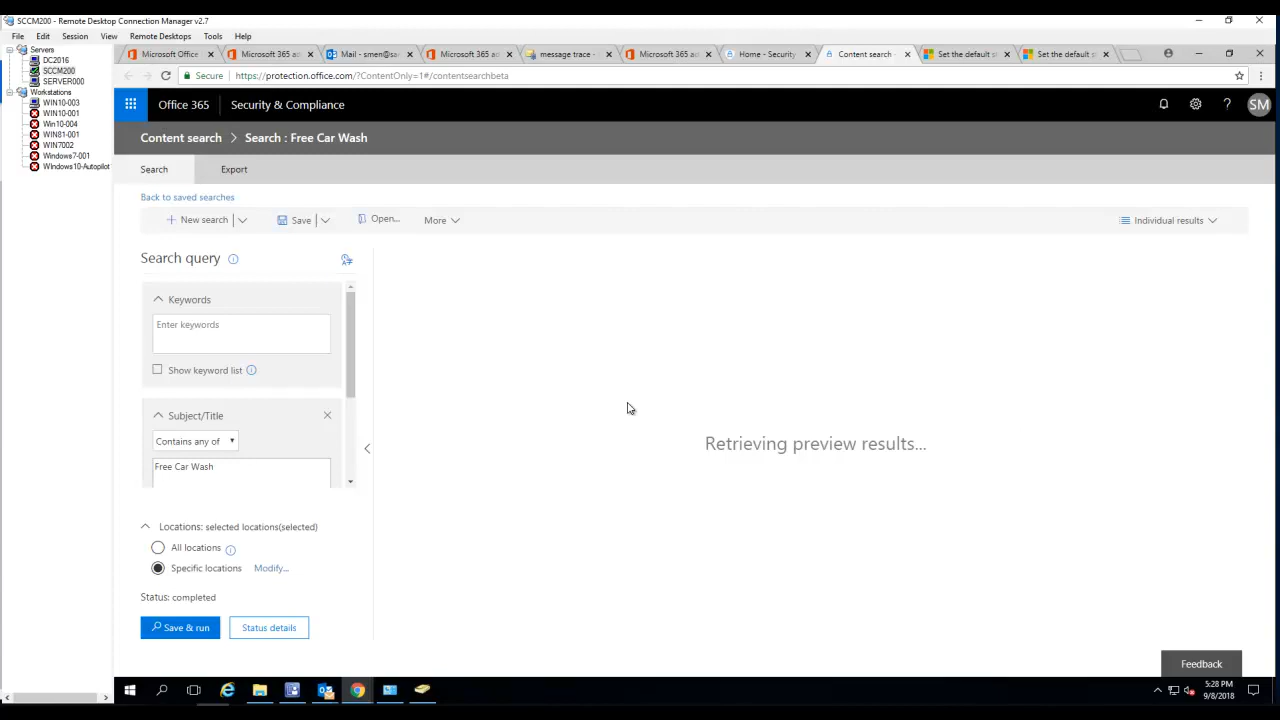 SCCM200 - Remote Desktop Connection Manager v2.7
File Edit Session View Remote Desktops Tools Help
Servers
DC2016
SCCM200
SERVER000
Workstations
WIN10-003
WIN10-001
Win10-004
WIN81-001
WIN7002
Windows7-001
Windows10-Autopilot
Microsoft Office
Microsoft 365 ad
Mail - smen@sa
Microsoft 365 ad
message trace -
Microsoft 365 ad
Home - Security
Content search -
Set the default s
Set the default s
Secure https://protection.office.com/?ContentOnly=1#/contentsearchbeta
Office 365 Security & Compliance
? SM
Content search > Search : Free Car Wash
Search Export
Back to saved searches
New search Save Open... More Individual results
Search query
Keywords
Enter keywords
Show keyword list
Subject/Title
Contains any of
Free Car Wash
Retrieving preview results...
Locations: selected locations(selected)
All locations
Specific locations Modify...
Status: completed
Save & run Status details
Feedback
5:28 PM
9/8/2018